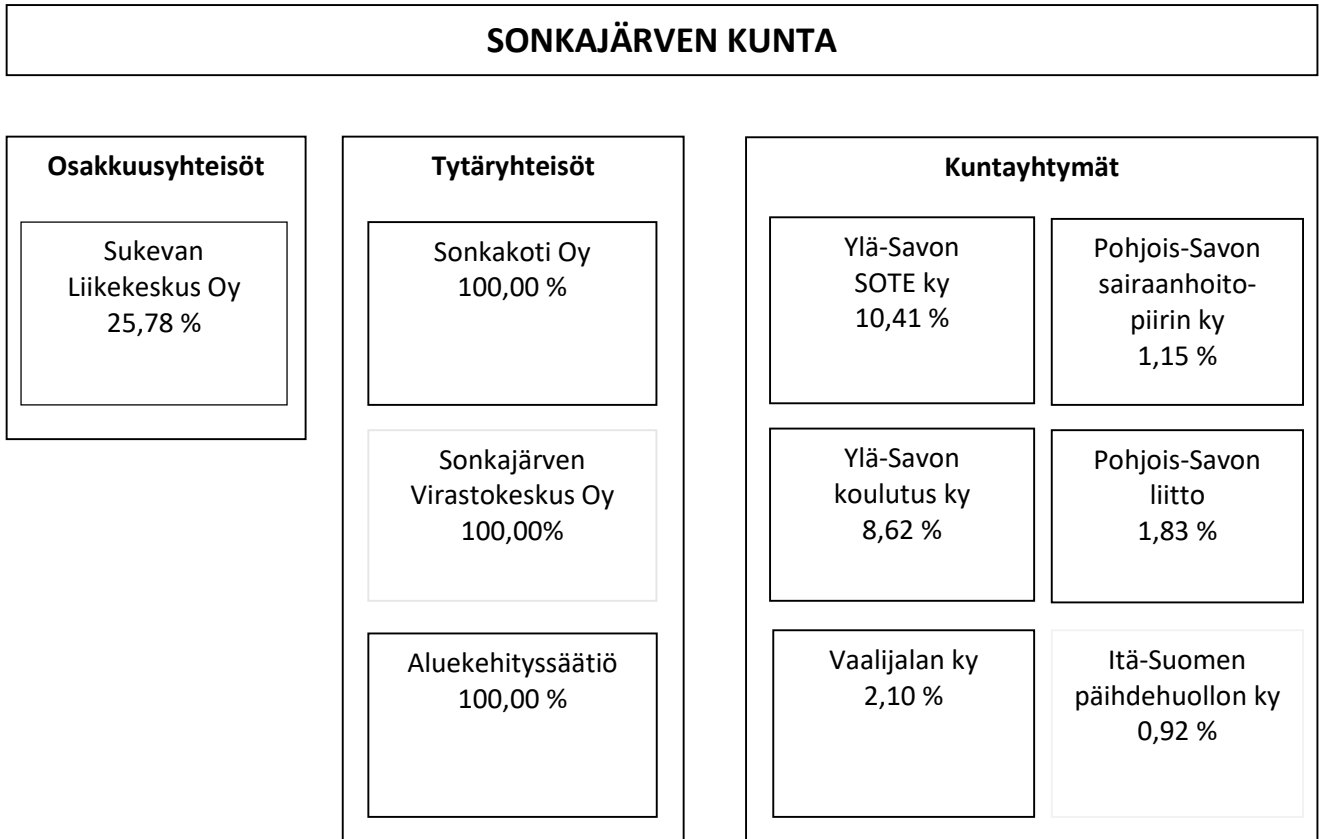 SONKAJÄRVEN KUNTA
Osakkuusyhteisöt
Sukevan
Liikekeskus Oy
25,78 %
Tytäryhteisöt
Sonkakoti Oy
100,00 %
Sonkajärven
Virastokeskus Oy
100,00%
Aluekehityssäätiö
100,00 %
Kuntayhtymät
Ylä-Savon
SOTE ky
10,41 %
Pohjois-Savon
sairaanhoito-
piirin ky
1,15 %
Ylä-Savon
koulutus ky
8,62 %
Pohjois-Savon
liitto
1,83 %
Vaalijalan ky
2,10 %
Itä-Suomen
päihdehuollon ky
0,92 %